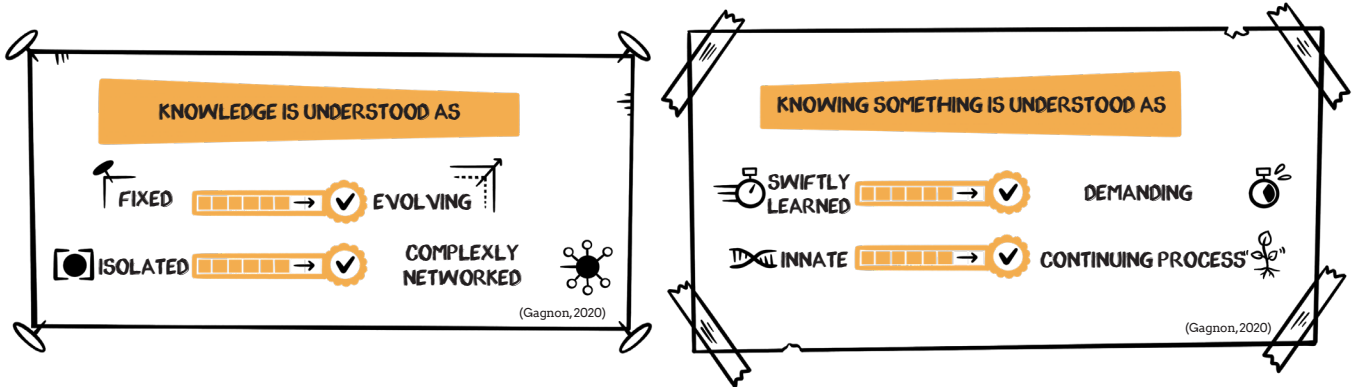 KNOWLEDGE IS UNDERSTOOD AS
FIXED
EVOLVING
ISOLATED
COMPLEXLY
NETWORKED
(Gagnon, 2020)
KNOWING SOMETHING IS UNDERSTOOD AS
SWIFTLY
LEARNED
DEMANDING
INNATE
CONTINUING PROCESS
(Gagnon, 2020)